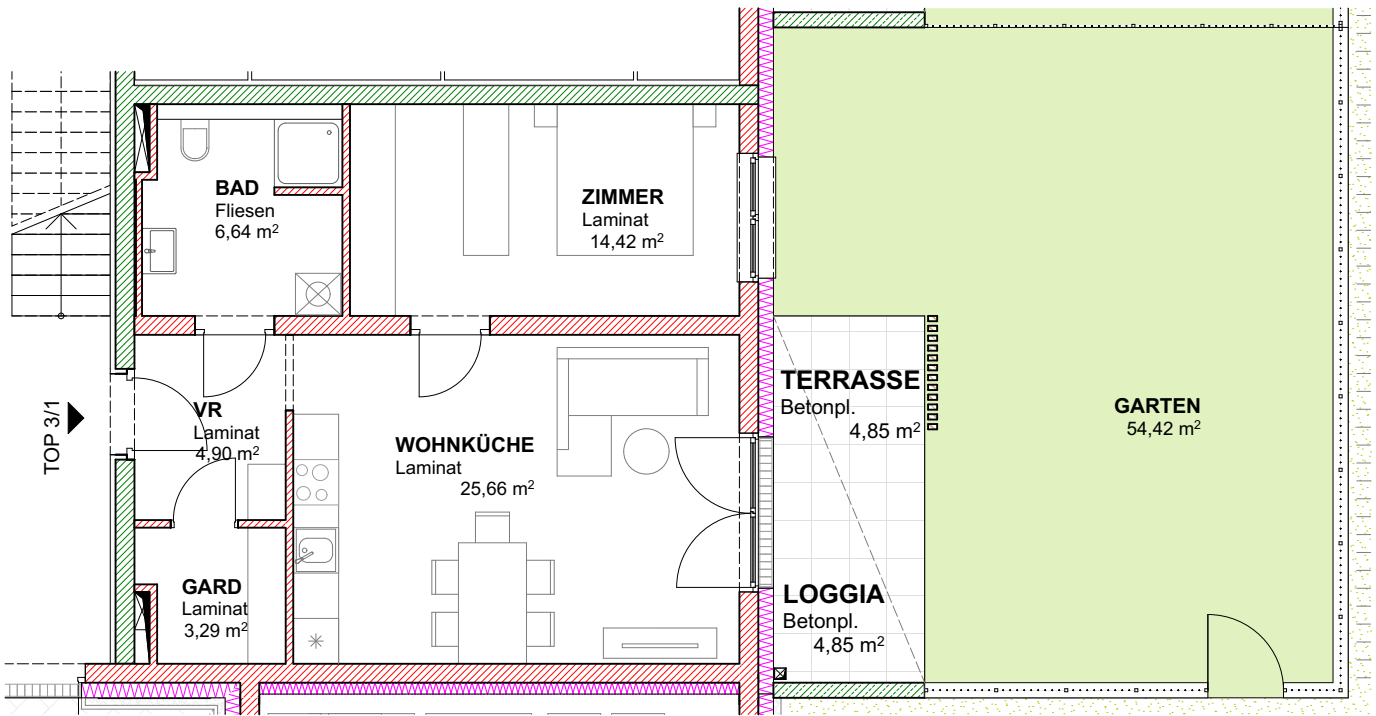 BAD
Fliesen
6,64 m²
ZIMMER
Laminat
14,42 m²
TOP 3/1
VR
Laminat
4,90 m²
WOHNKÜCHE
Laminat
25,66 m²
TERRASSE
Betonpl.
4,85 m²
GARTEN
54,42 m²
GARD
Laminat
3,29 m²
LOGGIA
Betonpl.
4,85 m²